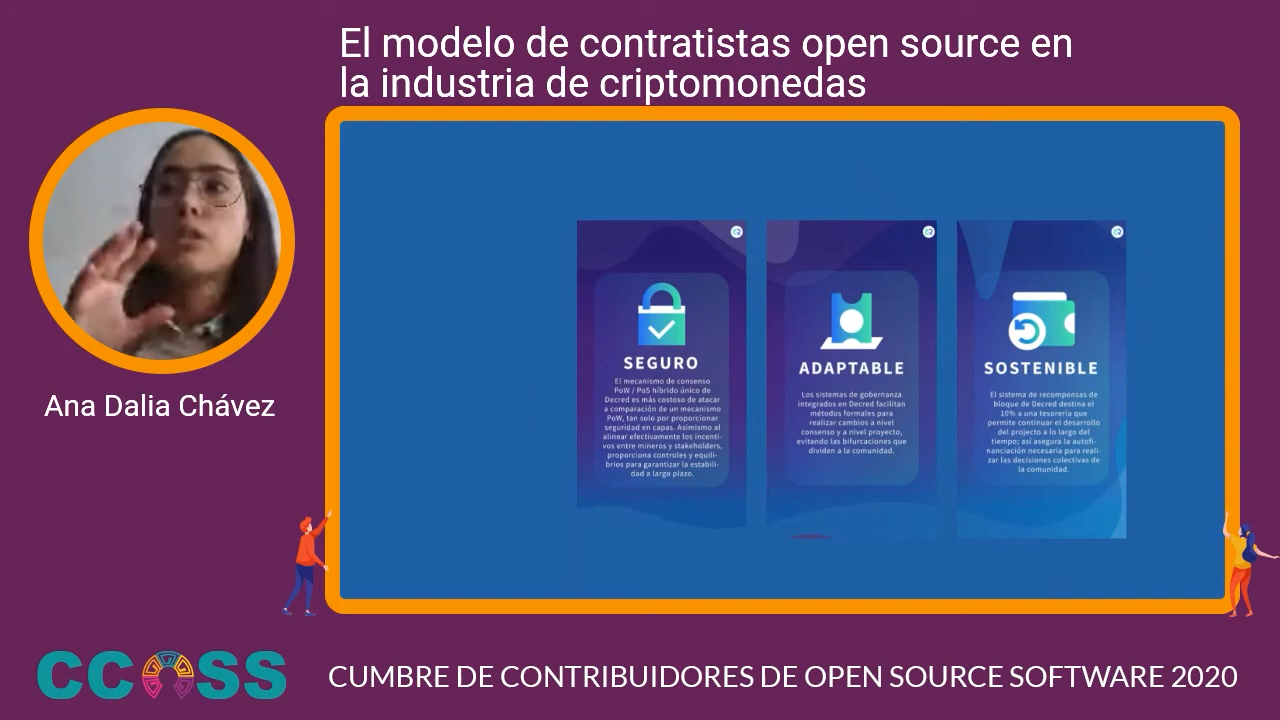 El modelo de contratistas open source en
la industria de criptomonedas
Ana Dalia Chávez
SEGURO
El mecanismo de consenso
PoW / PoS híbrido único de
Decred es más costoso de atacar
a comparación de un mecanismo
PoW, tan solo por proporcionar
seguridad en capas. Asimismo al
alinear efectivamente los incenti-
vos entre mineros y stakeholders,
proporciona controles y equili-
brios para garantizar la estabili-
dad a largo plazo.
ADAPTABLE
Los sistemas de gobernanza
integrados en Decred facilitan
métodos formales para
realizar cambios a nivel
consenso y a nivel proyecto,
evitando las bifurcaciones que
dividen a la comunidad.
SOSTENIBLE
El sistema de recompensas de
bloque de Decred destina el
10% a una tesorería que
permite continuar el desarrollo
del projecto a lo largo del
tiempo; así asegura la autofi-
nanciación necesaria para reali-
zar las decisiones colectivas de
la comunidad.
CCOSS
CUMBRE DE CONTRIBUIDORES DE OPEN SOURCE SOFTWARE 2020